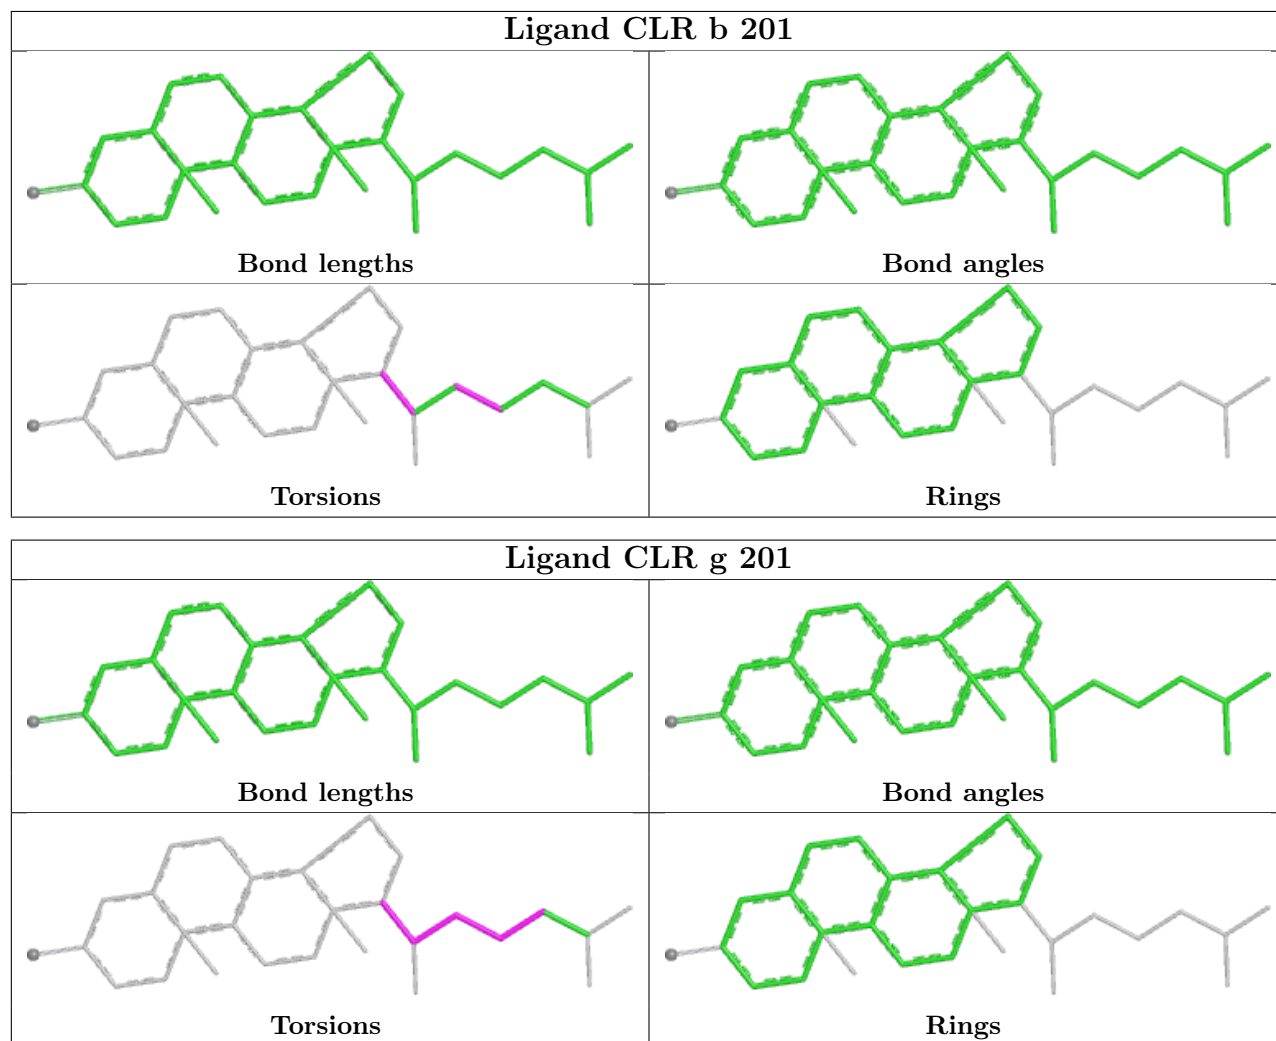 Ligand CLR b 201
Bond lengths
Bond angles
Torsions
Rings
Ligand CLR g 201
Bond lengths
Bond angles
Torsions
Rings